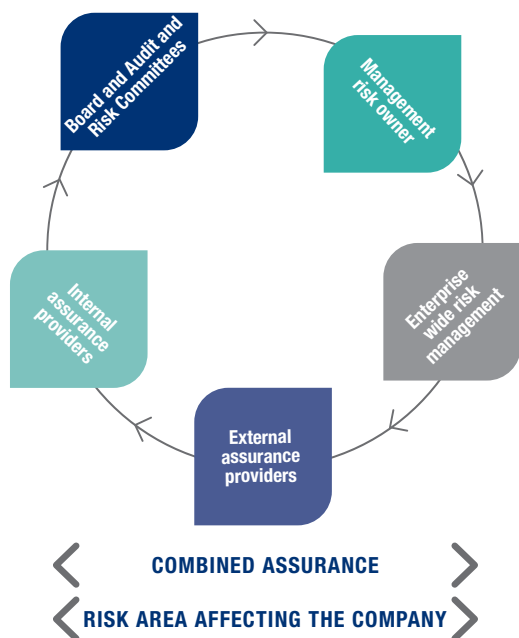 Board and Audit and
Risk Committees
Management
risk owner
Enterprise
wide risk
management
External
assurance
providers
Internal
assurance
providers
COMBINED ASSURANCE
RISK AREA AFFECTING THE COMPANY